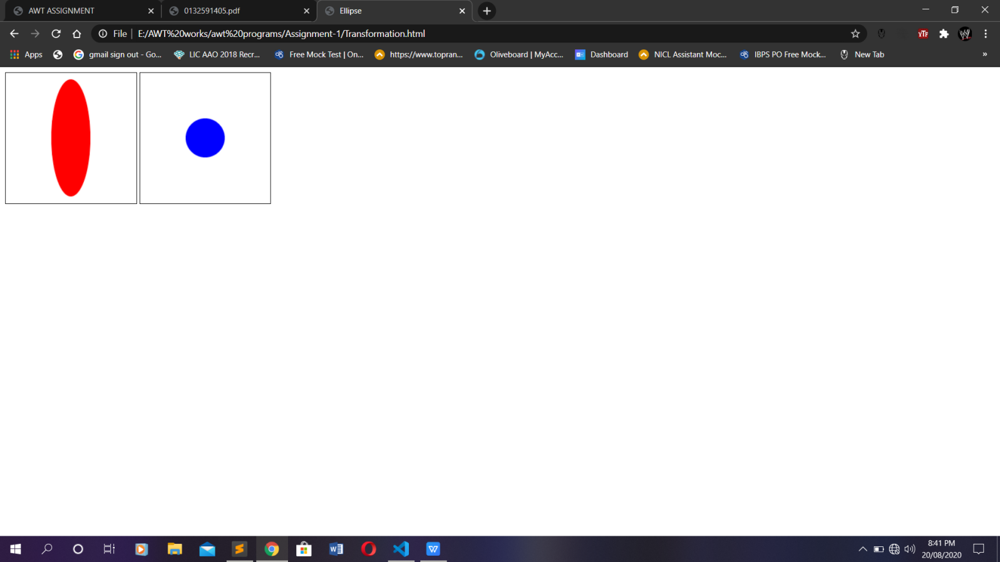 AWT ASSIGNMENT
0132591405.pdf
Ellipse
File
E:/AWT%20works/awt%20programs/Assignment-1/Transformation.html
YTF
Apps
gmail sign out - Go...
LIC AAO 2018 Recr...
Free Mock Test | On...
https://www.topran...
Oliveboard | MyAcc...
Dashboard
NICL Assistant Moc...
IBPS PO Free Mock...
New Tab
»
8:41 PM
20/08/2020